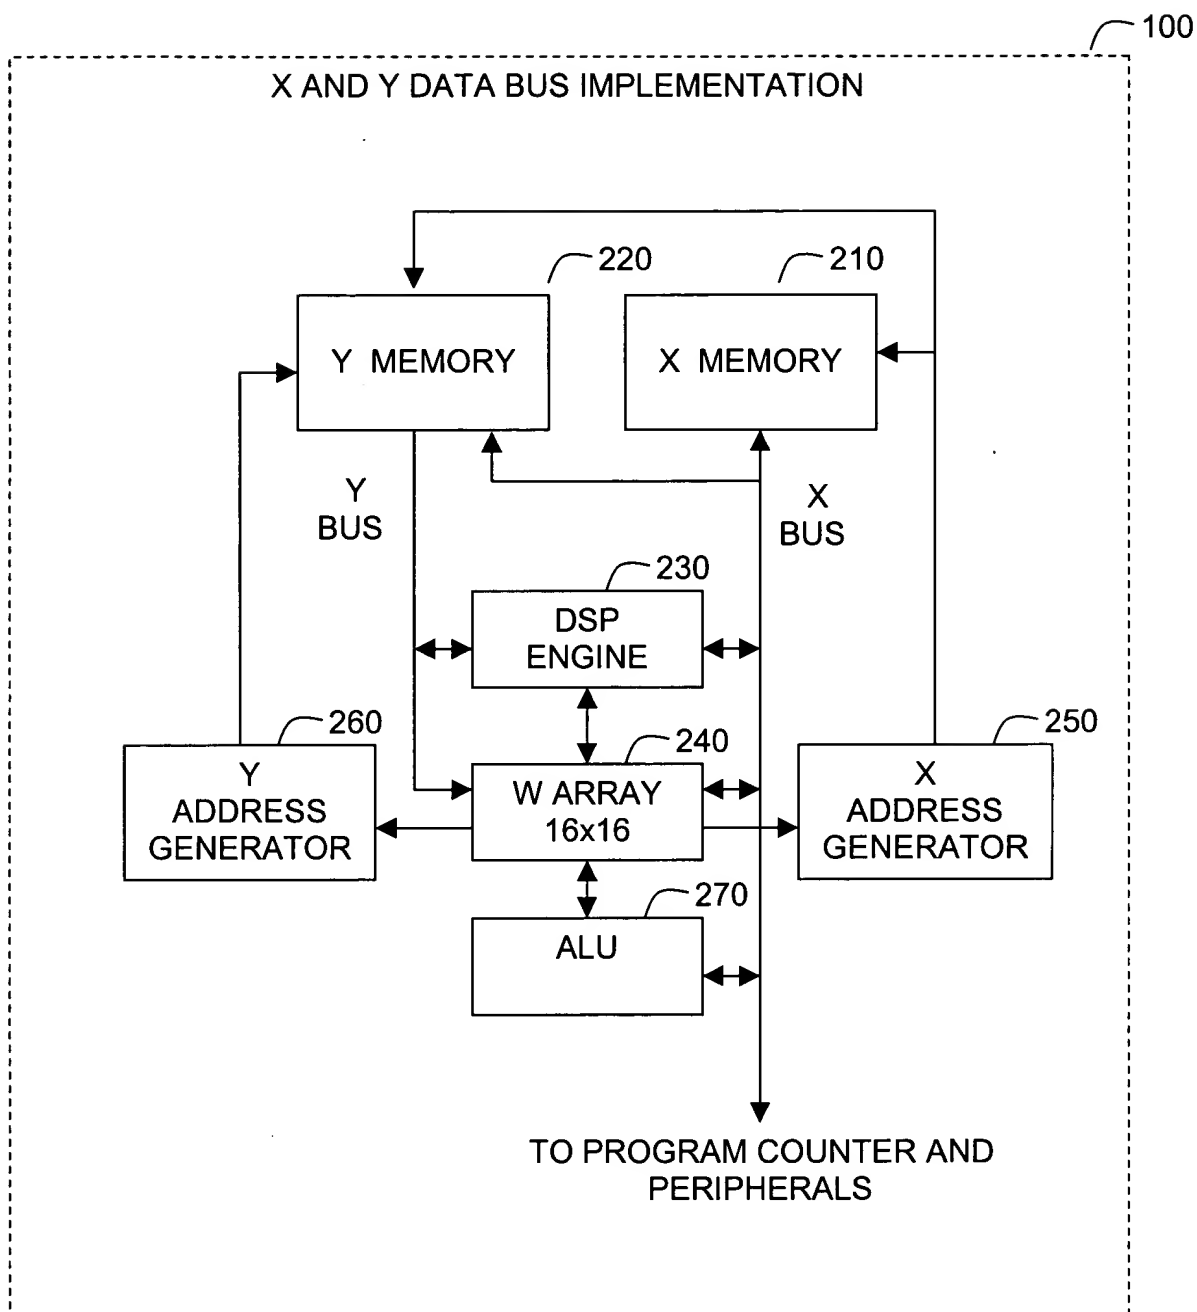 100
X AND Y DATA BUS IMPLEMENTATION
220
210
Y MEMORY
X MEMORY
Y
BUS
X
BUS
230
DSP
ENGINE
260
240
250
Y
ADDRESS
GENERATOR
W ARRAY
16x16
X
ADDRESS
GENERATOR
270
ALU
TO PROGRAM COUNTER AND
PERIPHERALS